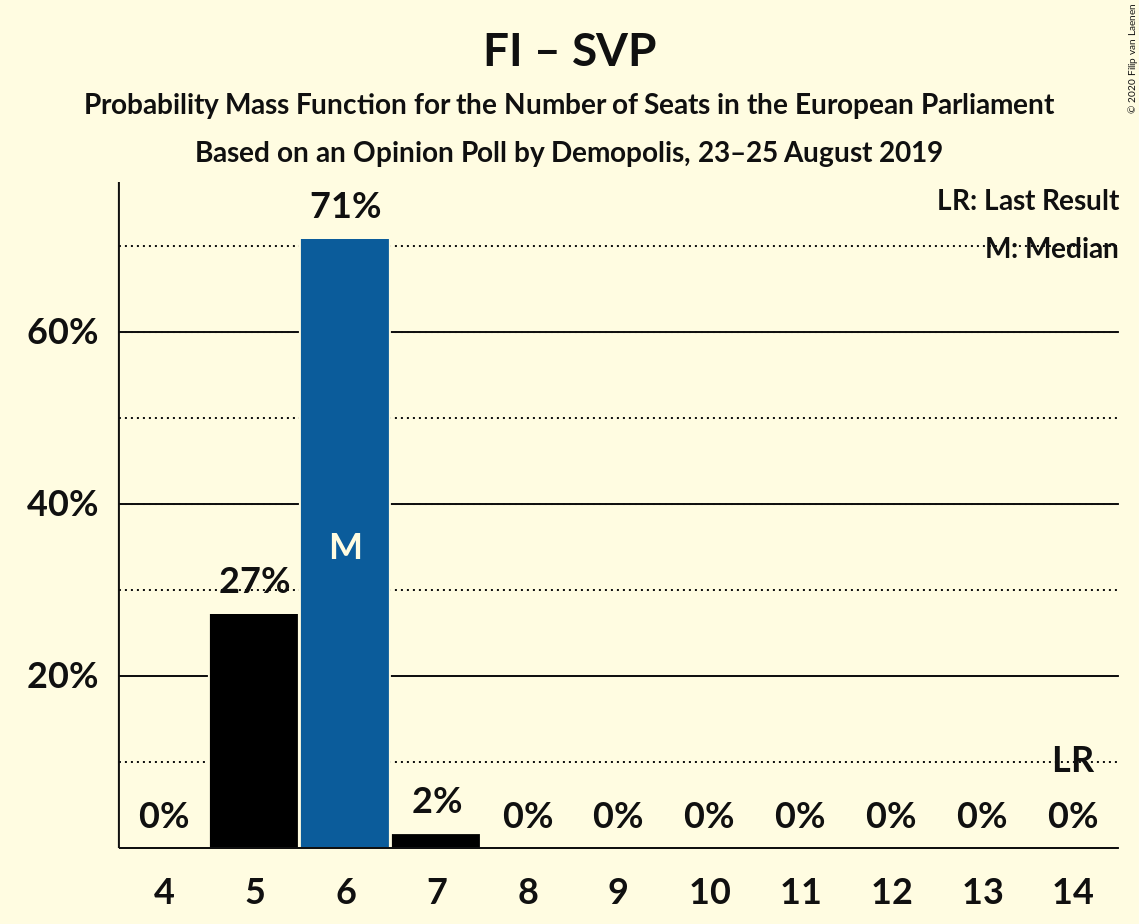 FI – SVP
Probability Mass Function for the Number of Seats in the European Parliament
Based on an Opinion Poll by Demopolis, 23–25 August 2019
© 2020 Filip van Laenen
LR: Last Result
M: Median
71%
60%
40%
M
27%
20%
LR
0%
2%
0%
0%
0%
0%
0%
0%
0%
4 5 6 7 8 9 10 11 12 13 14